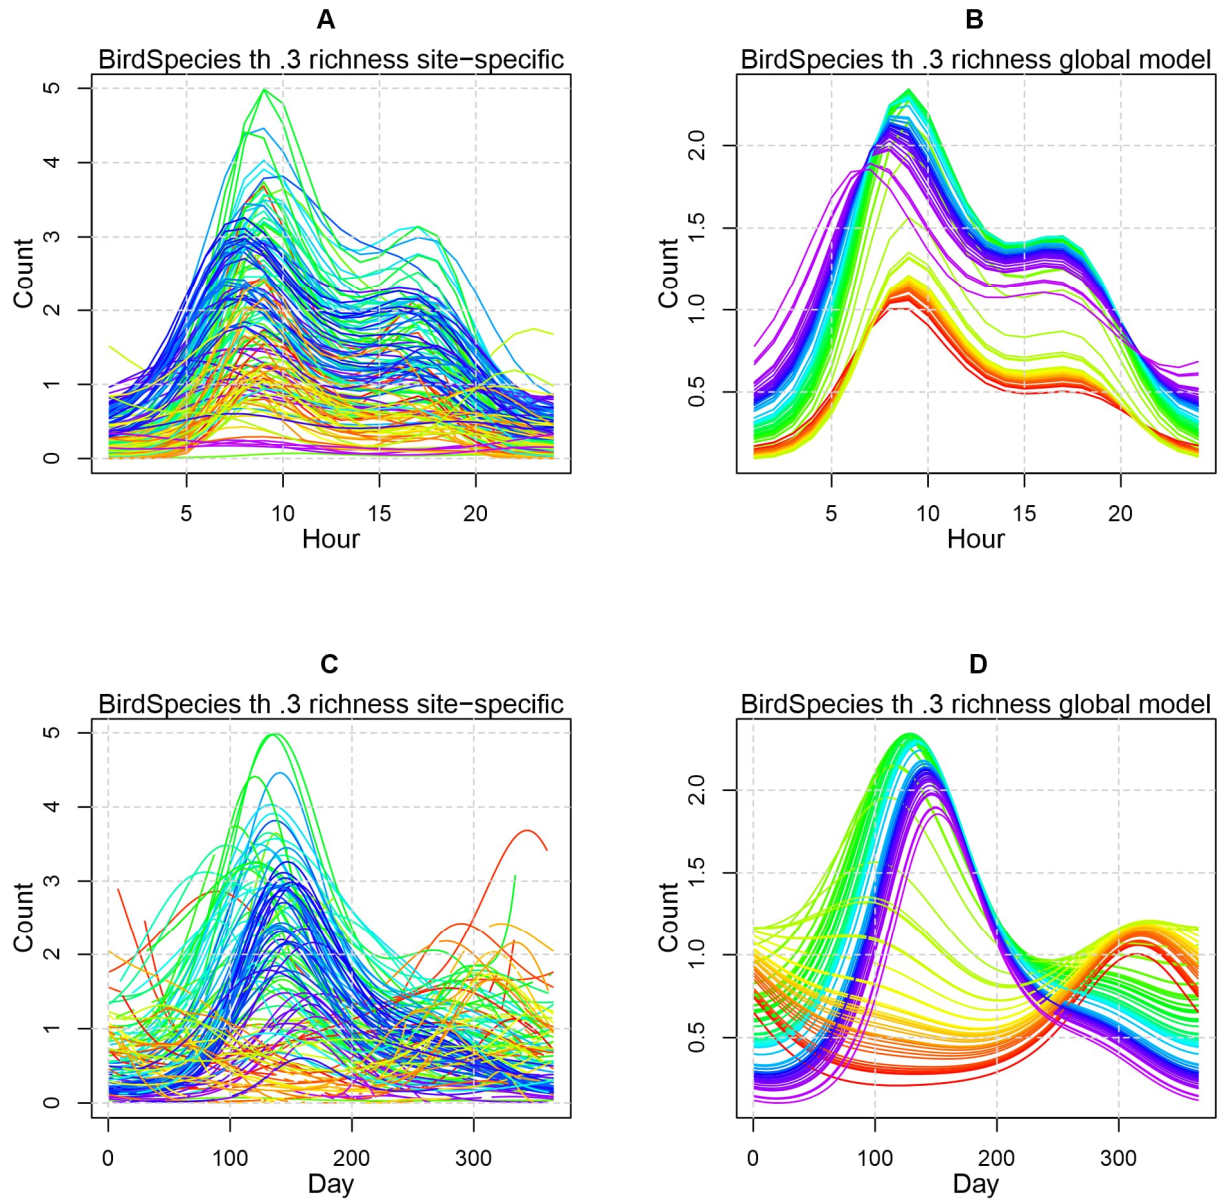 A
BirdSpecies th .3 richness site−specific
Count
5
4
3
2
1
0
5
10
15
20
Hour
B
BirdSpecies th .3 richness global model
Count
2.0
1.5
1.0
0.5
5
10
15
20
Hour
C
BirdSpecies th .3 richness site−specific
Count
5
4
3
2
1
0
0
100
200
300
Day
D
BirdSpecies th .3 richness global model
Count
2.0
1.5
1.0
0.5
0
100
200
300
Day